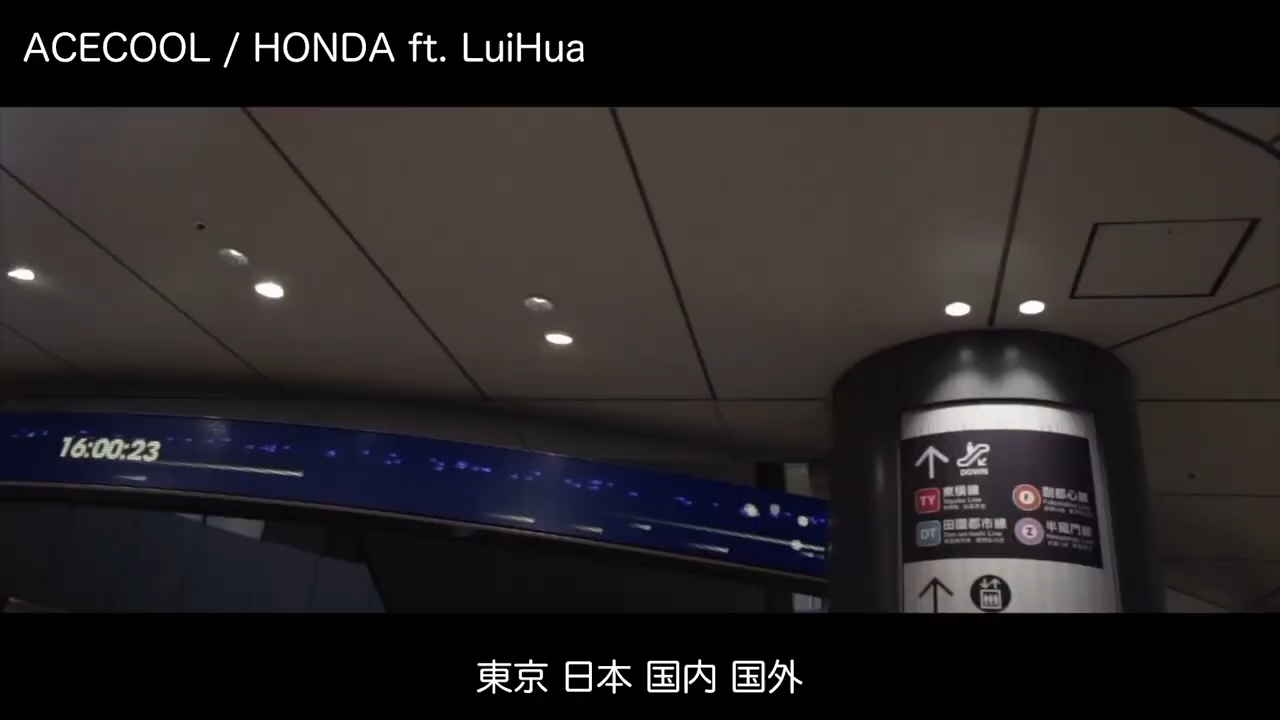 ACECOOL / HONDA ft. LuiHua
16:00:23
DOWN
TY 東横線
F 副都心線
DT 田園都市線
Z 半蔵門線
東京 日本 国内 国外